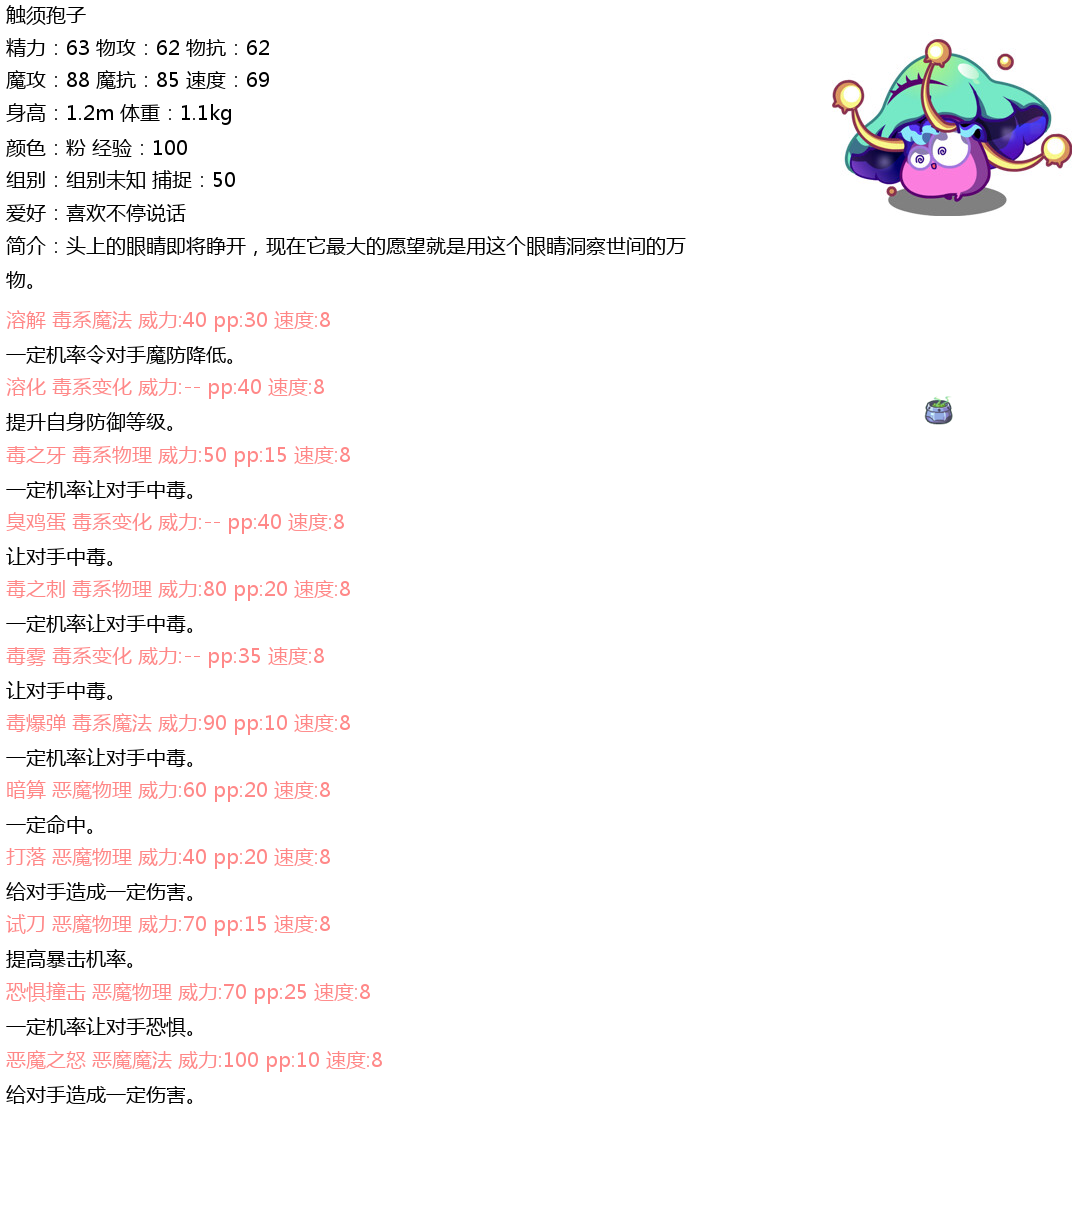 触须孢子
精力：63 物攻：62 物抗：62
魔攻：88 魔抗：85 速度：69
身高：1.2m 体重：1.1kg
颜色：粉 经验：100
组别：组别未知 捕捉：50
爱好：喜欢不停说话
简介：头上的眼睛即将睁开，现在它最大的愿望就是用这个眼睛洞察世间的万
物。
溶解 毒系魔法 威力:40 pp:30 速度:8
一定机率令对手魔防降低。
溶化 毒系变化 威力:-- pp:40 速度:8
提升自身防御等级。
毒之牙 毒系物理 威力:50 pp:15 速度:8
一定机率让对手中毒。
臭鸡蛋 毒系变化 威力:-- pp:40 速度:8
让对手中毒。
毒之刺 毒系物理 威力:80 pp:20 速度:8
一定机率让对手中毒。
毒雾 毒系变化 威力:-- pp:35 速度:8
让对手中毒。
毒爆弹 毒系魔法 威力:90 pp:10 速度:8
一定机率让对手中毒。
暗算 恶魔物理 威力:60 pp:20 速度:8
一定命中。
打落 恶魔物理 威力:40 pp:20 速度:8
给对手造成一定伤害。
试刀 恶魔物理 威力:70 pp:15 速度:8
提高暴击机率。
恐惧撞击 恶魔物理 威力:70 pp:25 速度:8
一定机率让对手恐惧。
恶魔之怒 恶魔魔法 威力:100 pp:10 速度:8
给对手造成一定伤害。